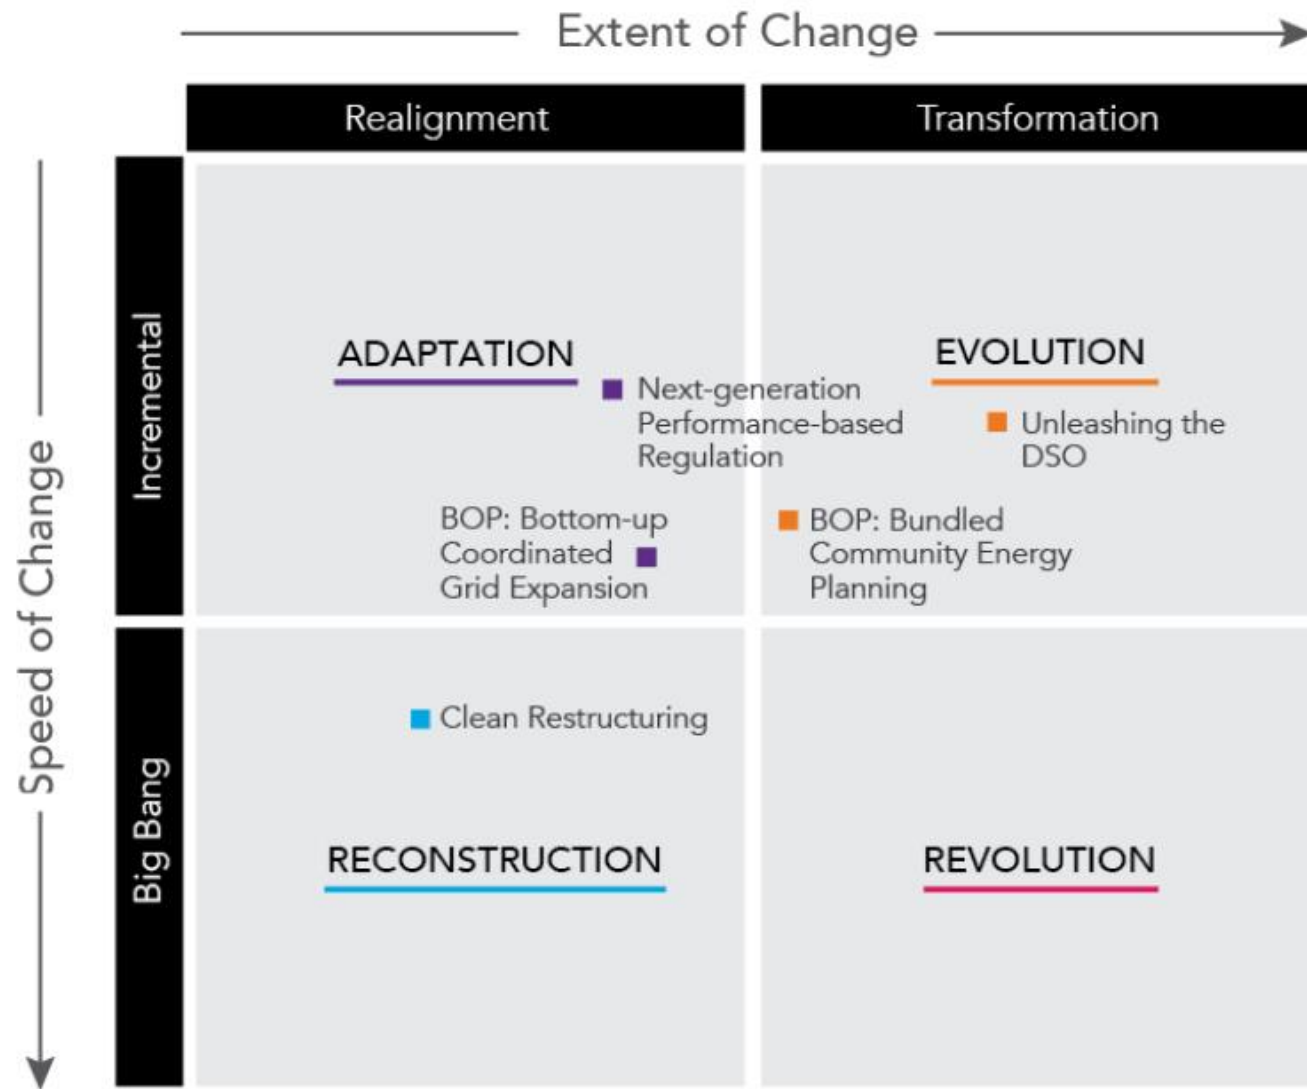 Extent of Change
Realignment
Transformation
Speed of Change
Incremental
ADAPTATION
Next-generation
Performance-based
Regulation
BOP: Bottom-up
Coordinated
Grid Expansion
EVOLUTION
Unleashing the
DSO
BOP: Bundled
Community Energy
Planning
Big Bang
Clean Restructuring
RECONSTRUCTION
REVOLUTION